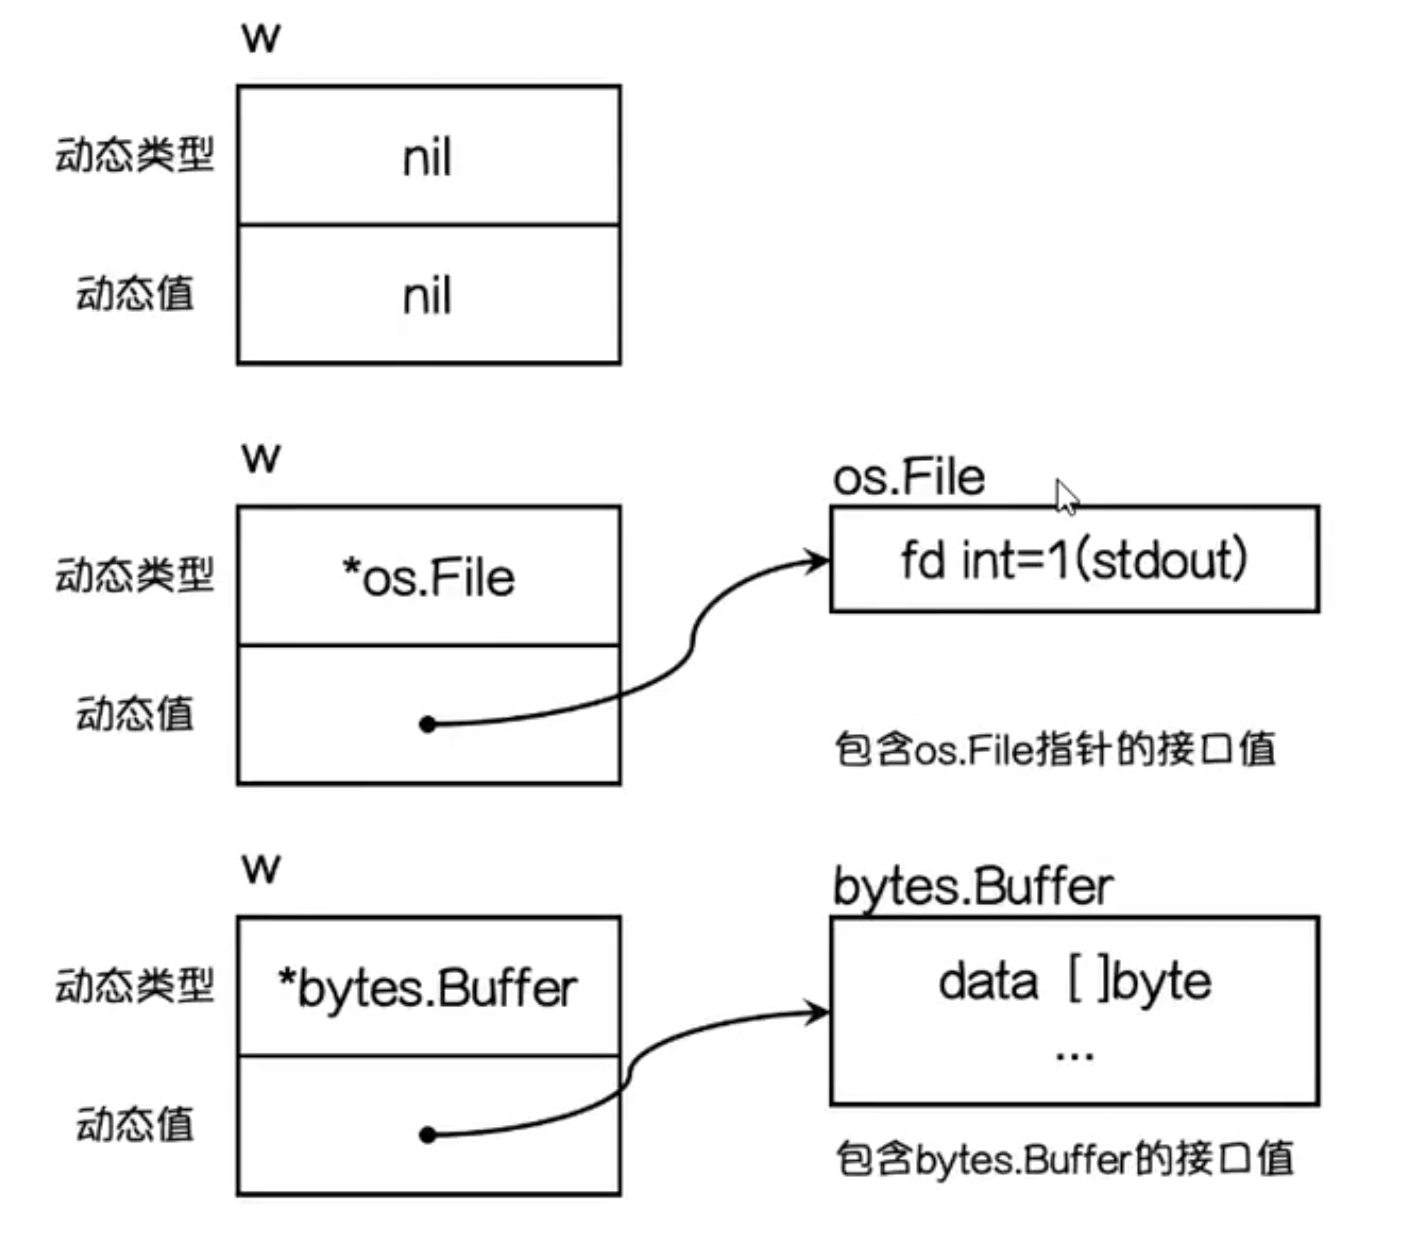 w
动态类型
nil
动态值
nil
w
os.File
动态类型
*os.File
fd int=1(stdout)
动态值
包含os.File指针的接口值
w
bytes.Buffer
动态类型
*bytes.Buffer
data [ ]byte
...
动态值
包含bytes.Buffer的接口值